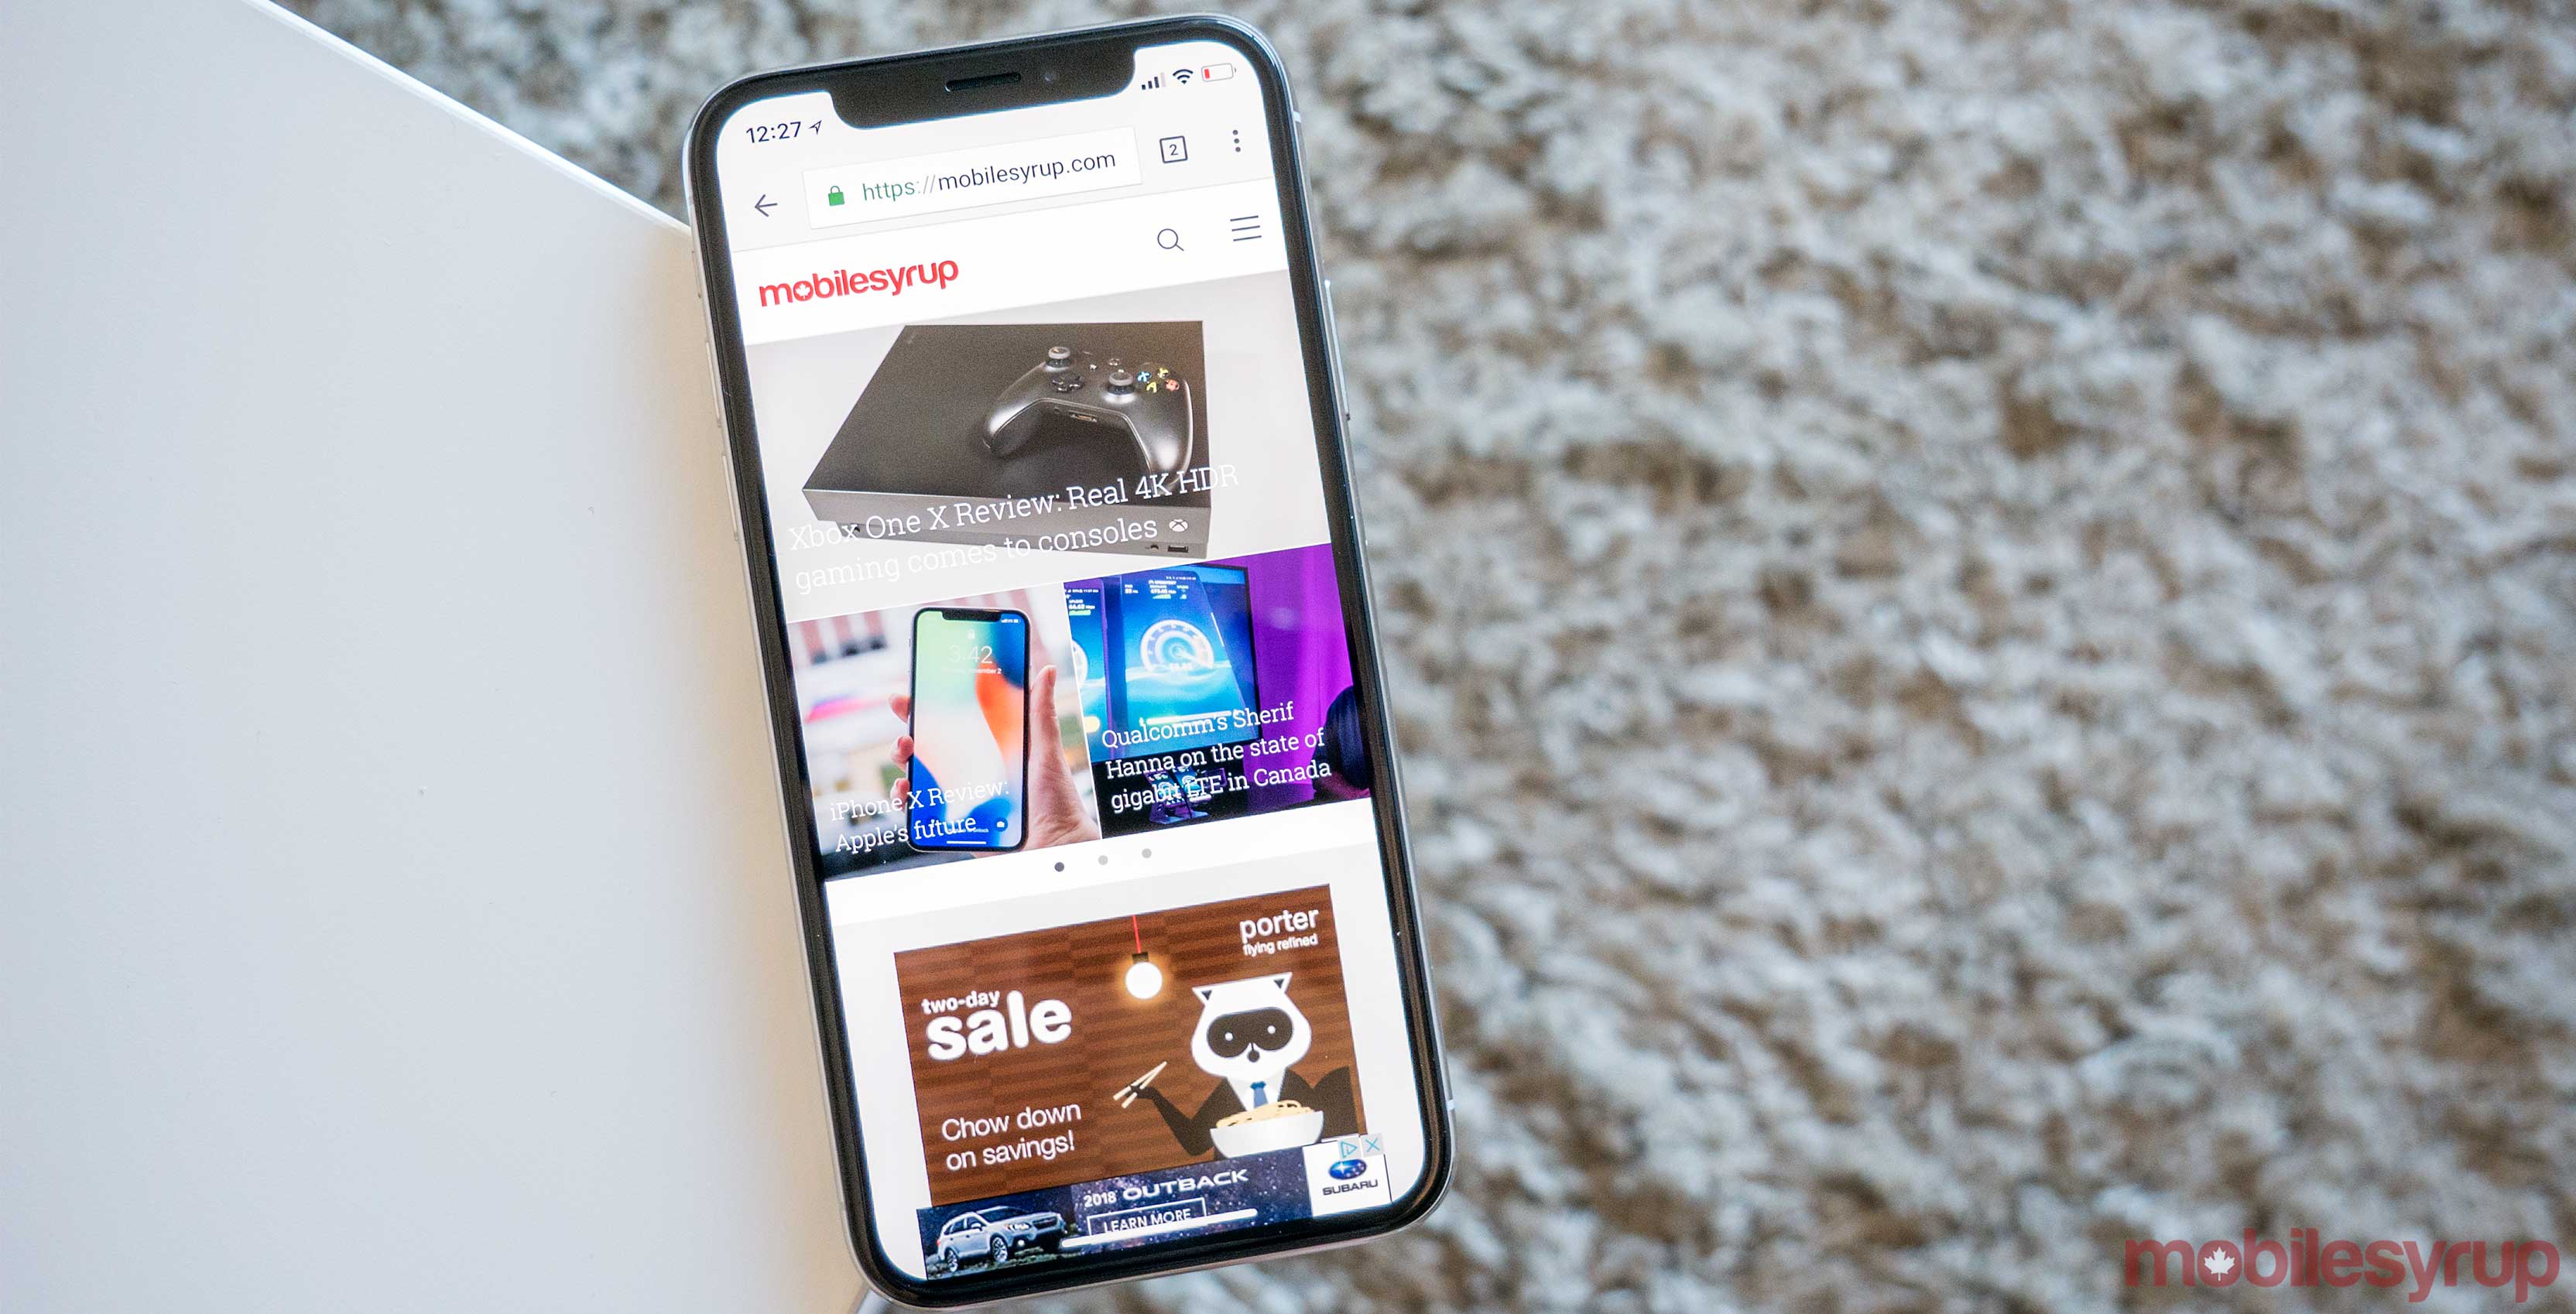 12:27
https://mobilesyrup.com
2
mobilesyrup
Xbox One X Review: Real 4K HDR
gaming comes to consoles
3:42
iPhone X Review:
Apple's future
Qualcomm's Sherif
Hanna on the state of
gigabit LTE in Canada
porter
flying refined
two-day
sale
Chow down
on savings!
2018 OUTBACK
LEARN MORE
SUBARU
mobilesyrup